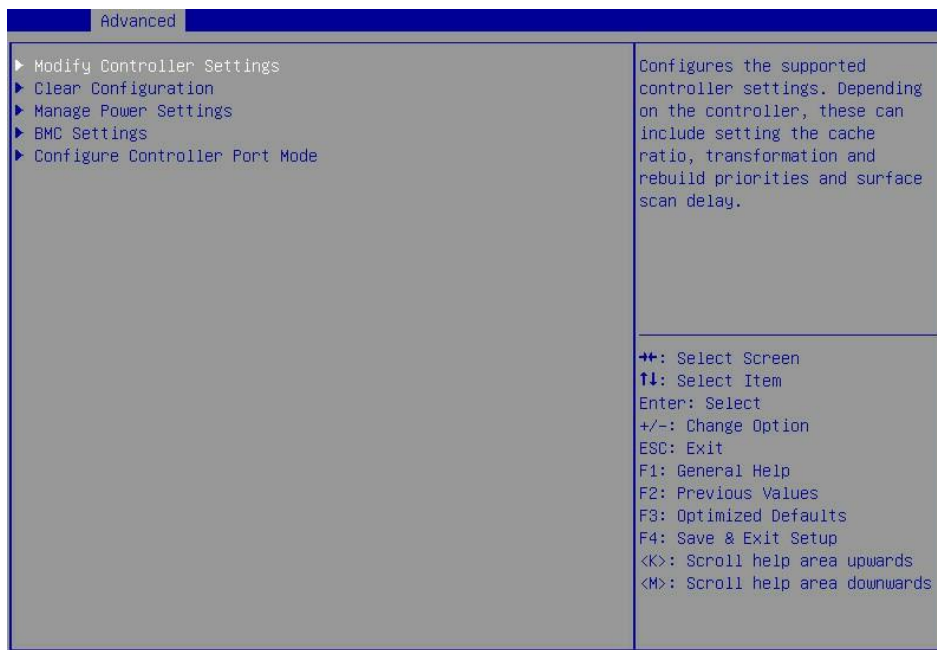 Advanced
▶ Modify Controller Settings
▶ Clear Configuration
▶ Manage Power Settings
▶ BMC Settings
▶ Configure Controller Port Mode
Configures the supported
controller settings. Depending
on the controller, these can
include setting the cache
ratio, transformation and
rebuild priorities and surface
scan delay.
→←: Select Screen
↑↓: Select Item
Enter: Select
+/-: Change Option
ESC: Exit
F1: General Help
F2: Previous Values
F3: Optimized Defaults
F4: Save & Exit Setup
<K>: Scroll help area upwards
<M>: Scroll help area downwards